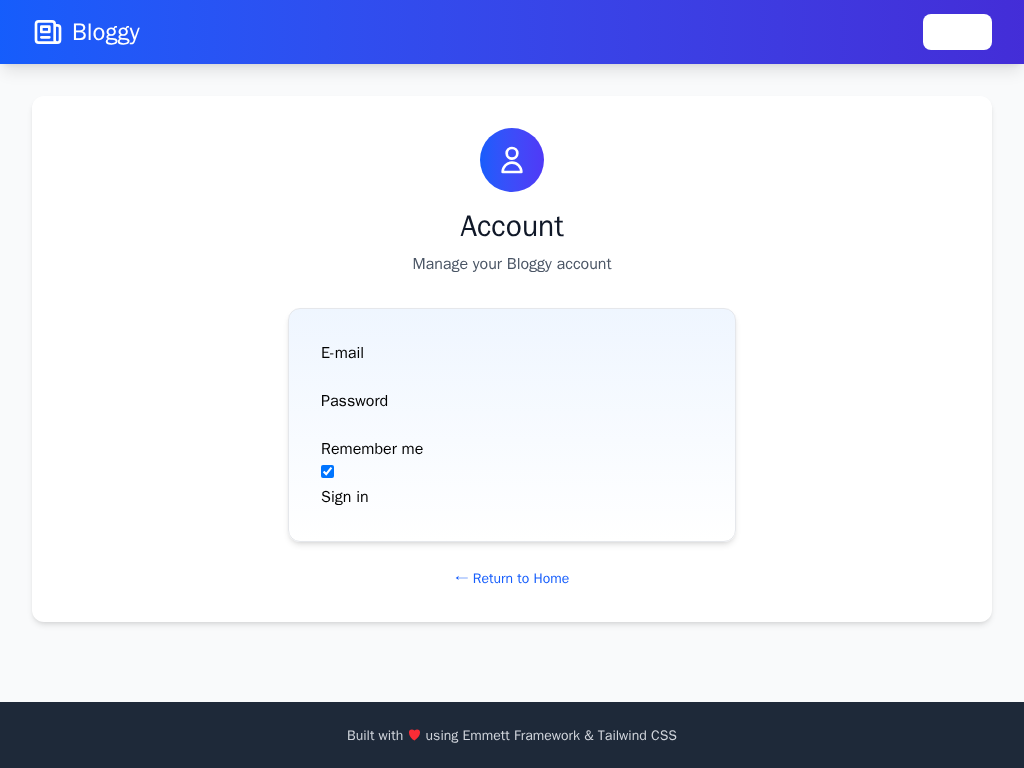 Bloggy
Account
Manage your Bloggy account
E-mail
Password
Remember me
Sign in
← Return to Home
Built with ❤ using Emmett Framework & Tailwind CSS